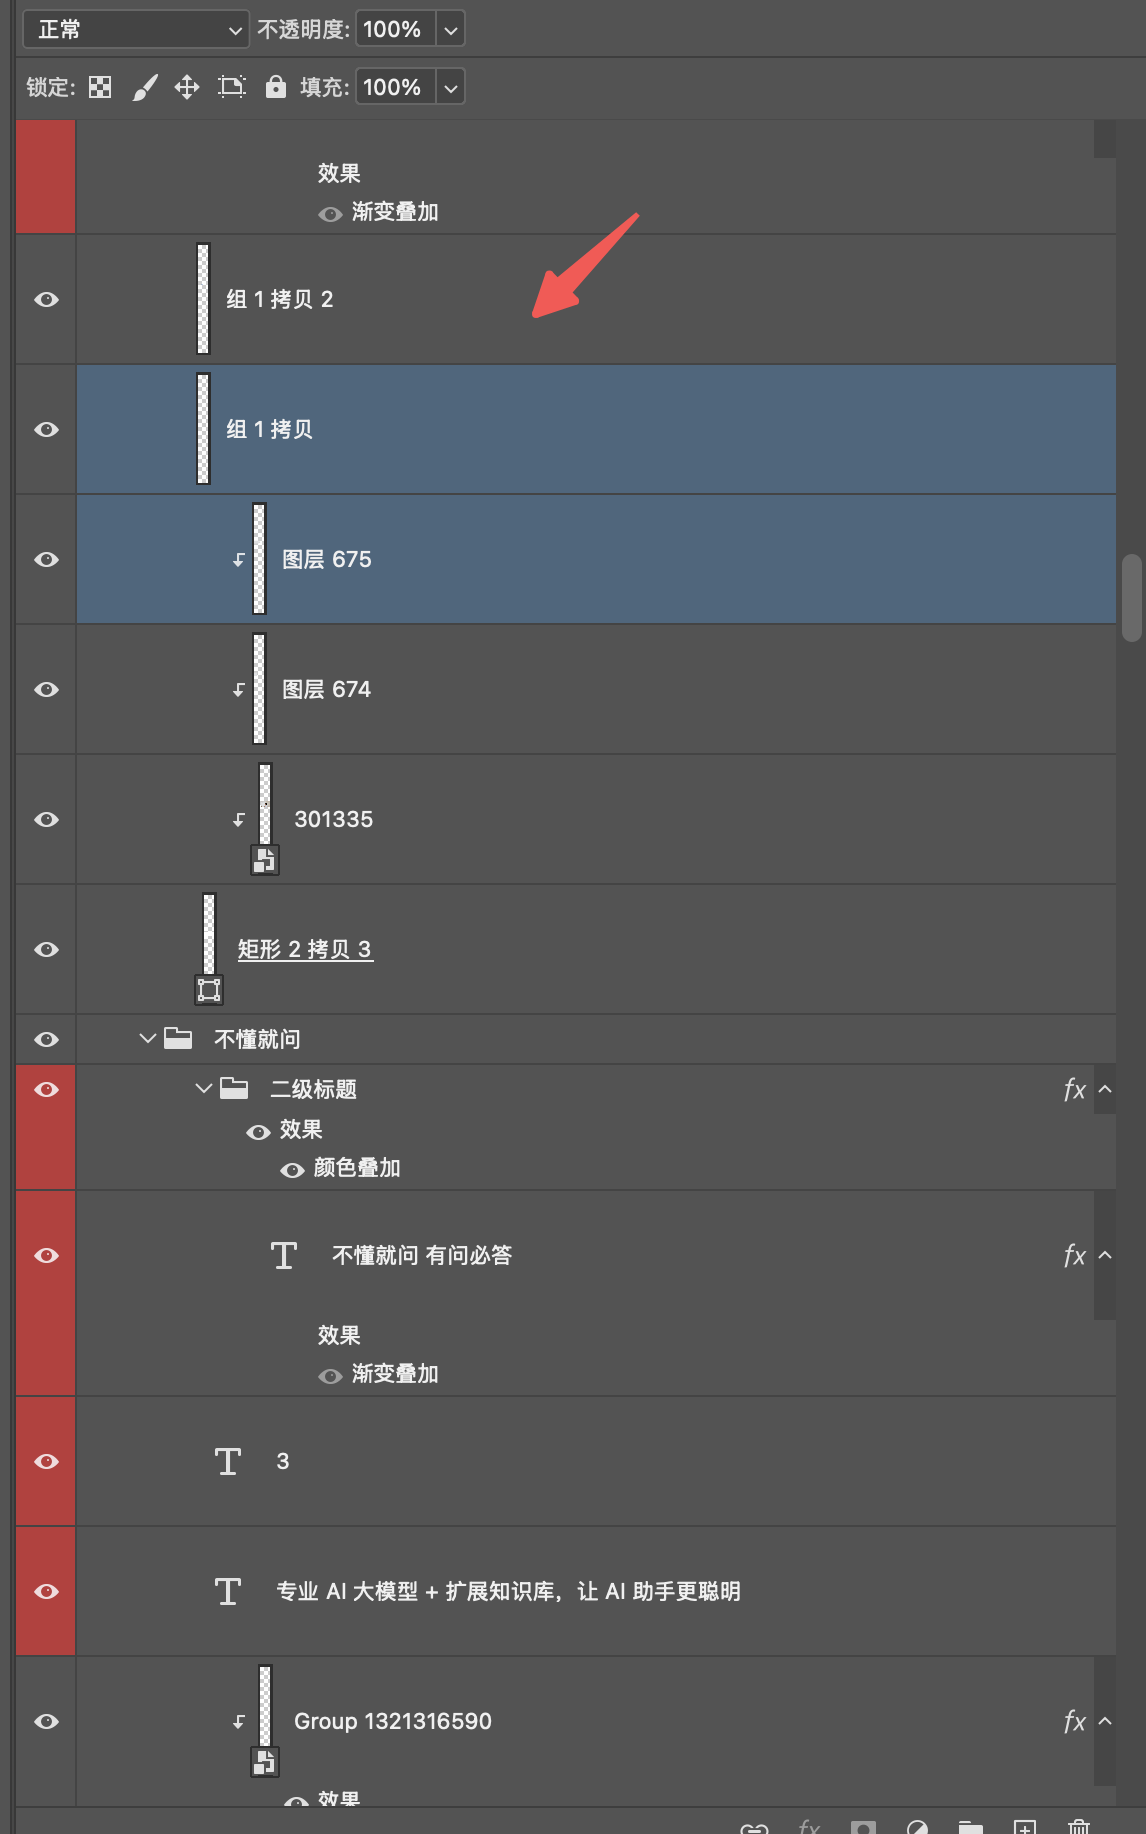 正常 不透明度: 100%
锁定: 填充: 100%
效果
渐变叠加
组 1 拷贝 2
组 1 拷贝
图层 675
图层 674
301335
矩形 2 拷贝 3
不懂就问
二级标题 fx
效果
颜色叠加
T 不懂就问 有问必答 fx
效果
渐变叠加
T 3
T 专业 AI 大模型 + 扩展知识库，让 AI 助手更聪明
Group 1321316590 fx
效果
fx